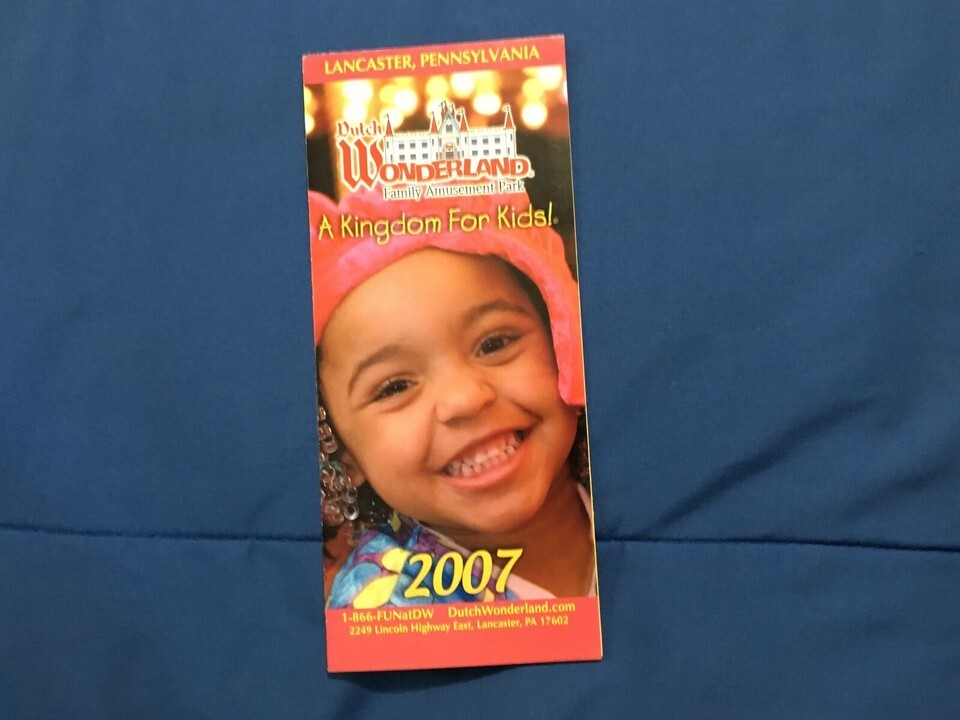 LANCASTER, PENNSYLVANIA
Dutch
WONDERLAND®
Family Amusement Park
A Kingdom For Kids!®
2007
1-866-FUNatDW DutchWonderland.com
2249 Lincoln Highway East, Lancaster, PA 17602